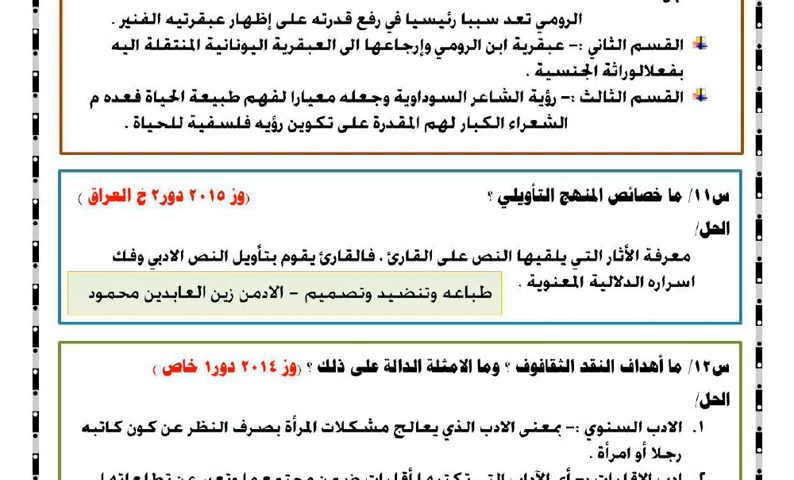 الرومي تعد سببا رئيسيا في رفع قدرته على إظهار عبقرتيه الفنير .
القسم الثاني :- عبقرية ابن الرومي وإرجاعها الى العبقرية اليونانية المنتقلة اليه
بفعلالوراثة الجنسية .
القسم الثالث :- رؤية الشاعر السوداوية وجعله معيارا لفهم طبيعة الحياة فعده م
الشعراء الكبار لهم المقدرة على تكوين رؤيه فلسفية للحياة .
س١١/ ما خصائص المنهج التأويلي ؟ (وز ٢٠١٥ دور٢ خ العراق )
الحل/
معرفة الأثار التي يلقيها النص على القارئ . فالقارئ يقوم بتأويل النص الادبي وفك
اسراره الدلالية المعنوية .
طباعه وتنضيد وتصميم – الادمن زين العابدين محمود
س١٢/ ما أهداف النقد الثقافوف ؟ وما الامثلة الدالة على ذلك ؟ (وز ٢٠١٤ دور١ خاص )
الحل/
١. الادب السنوي :- بمعنى الادب الذي يعالج مشكلات المرأة بصرف النظر عن كون كاتبه
رجلا أو امرأة .